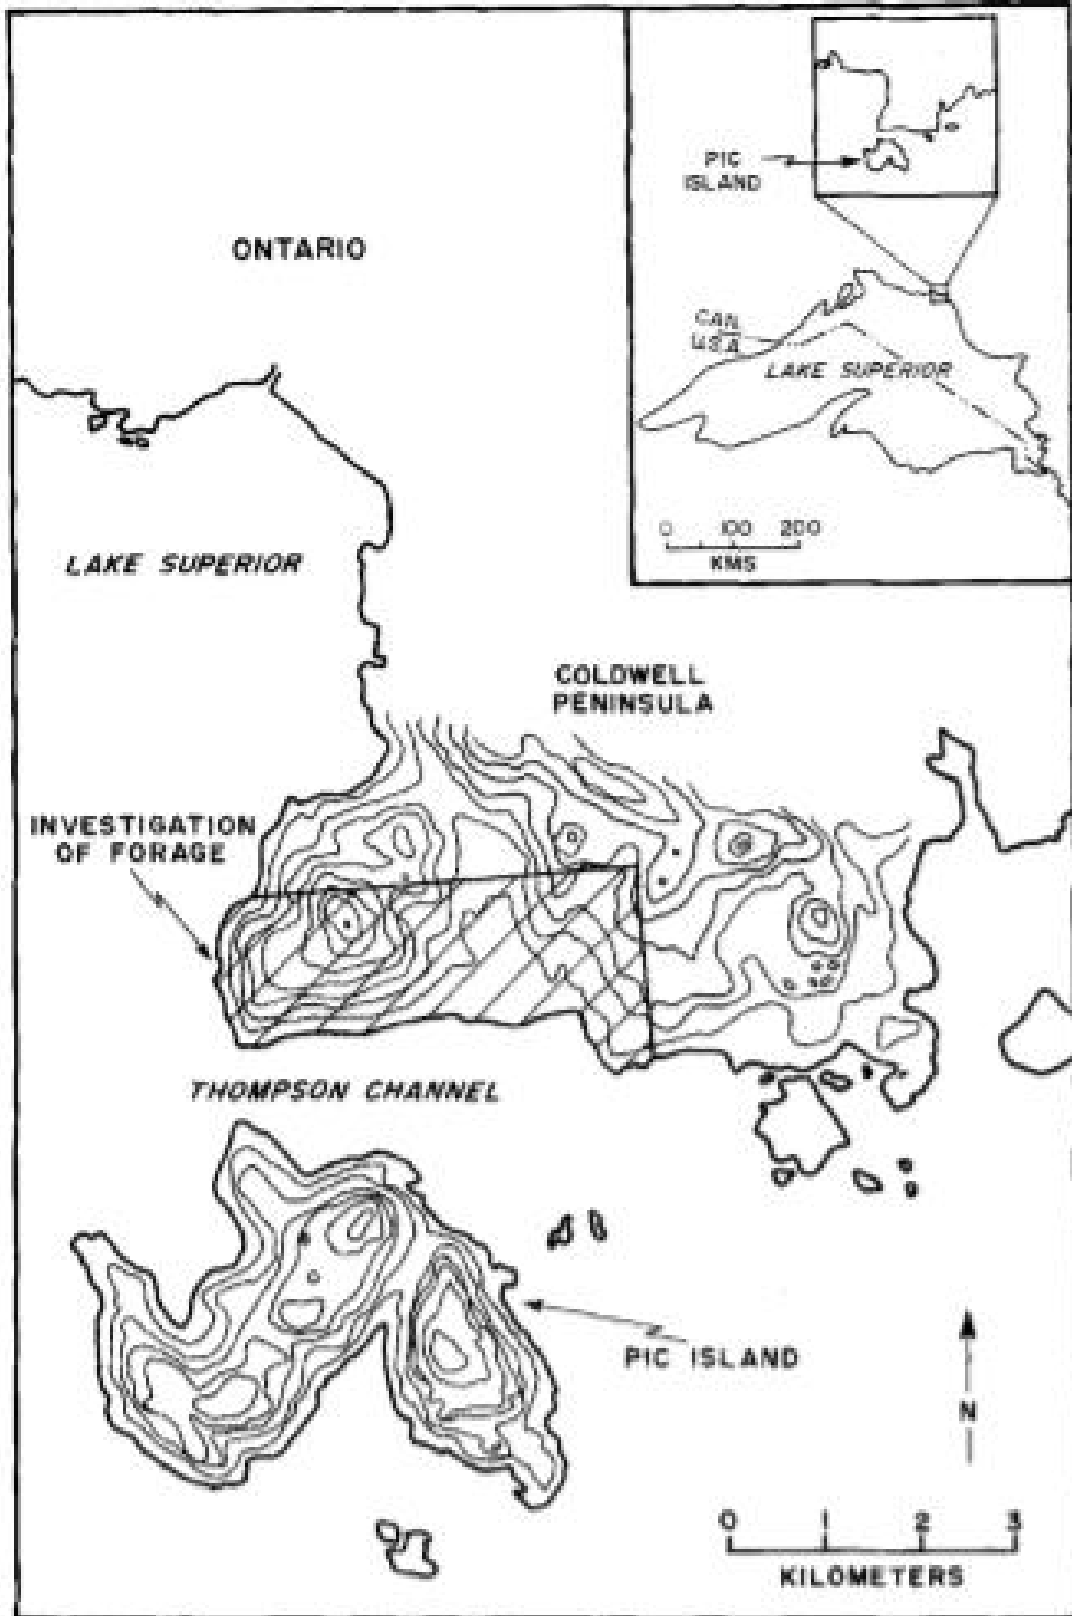 PIC
ISLAND
ONTARIO
CAN
USA
LAKE SUPERIOR
0 100 200
KMS
LAKE SUPERIOR
COLDWELL
PENINSULA
INVESTIGATION
OF FORAGE
THOMPSON CHANNEL
PIC ISLAND
N
0 1 2 3
KILOMETERS